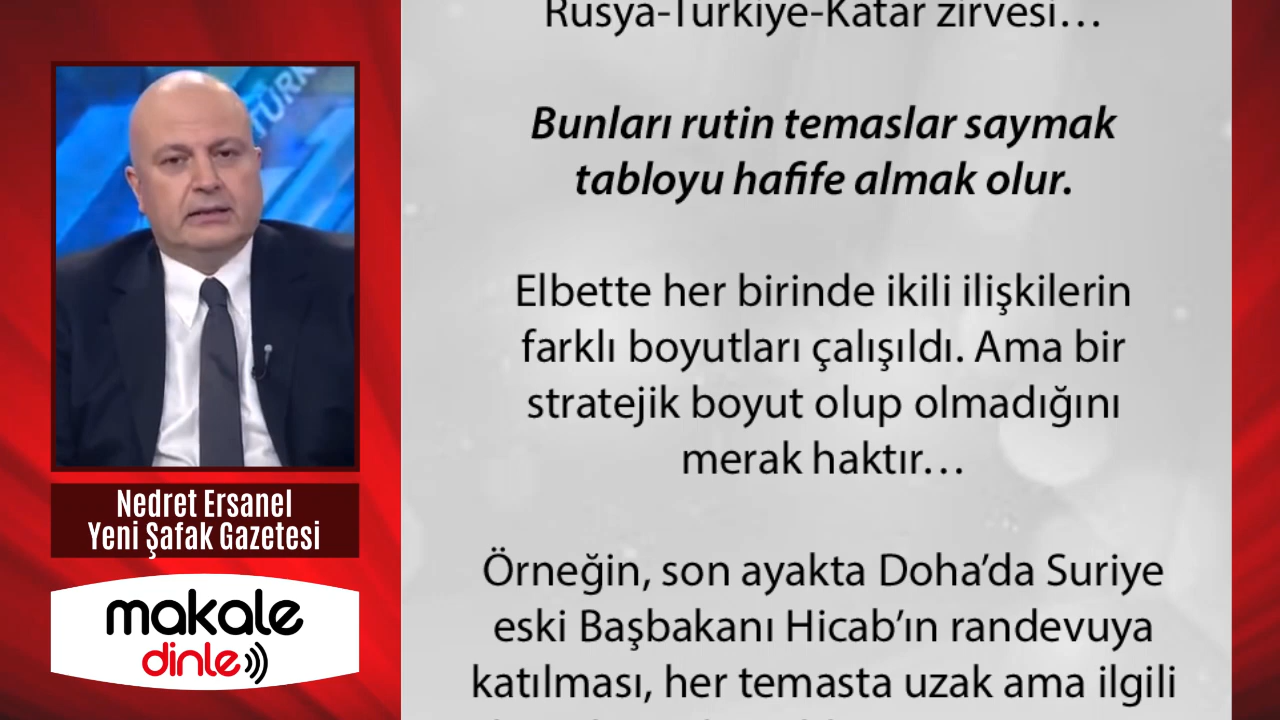 TÜRK
Nedret Ersanel
Yeni Şafak Gazetesi
makale
dinle
Rusya-Türkiye-Katar zirvesi…
Bunları rutin temaslar saymak
tabloyu hafife almak olur.
Elbette her birinde ikili ilişkilerin
farklı boyutları çalışıldı. Ama bir
stratejik boyut olup olmadığını
merak haktır…
Örneğin, son ayakta Doha’da Suriye
eski Başbakanı Hicab’ın randevuya
katılması, her temasta uzak ama ilgili